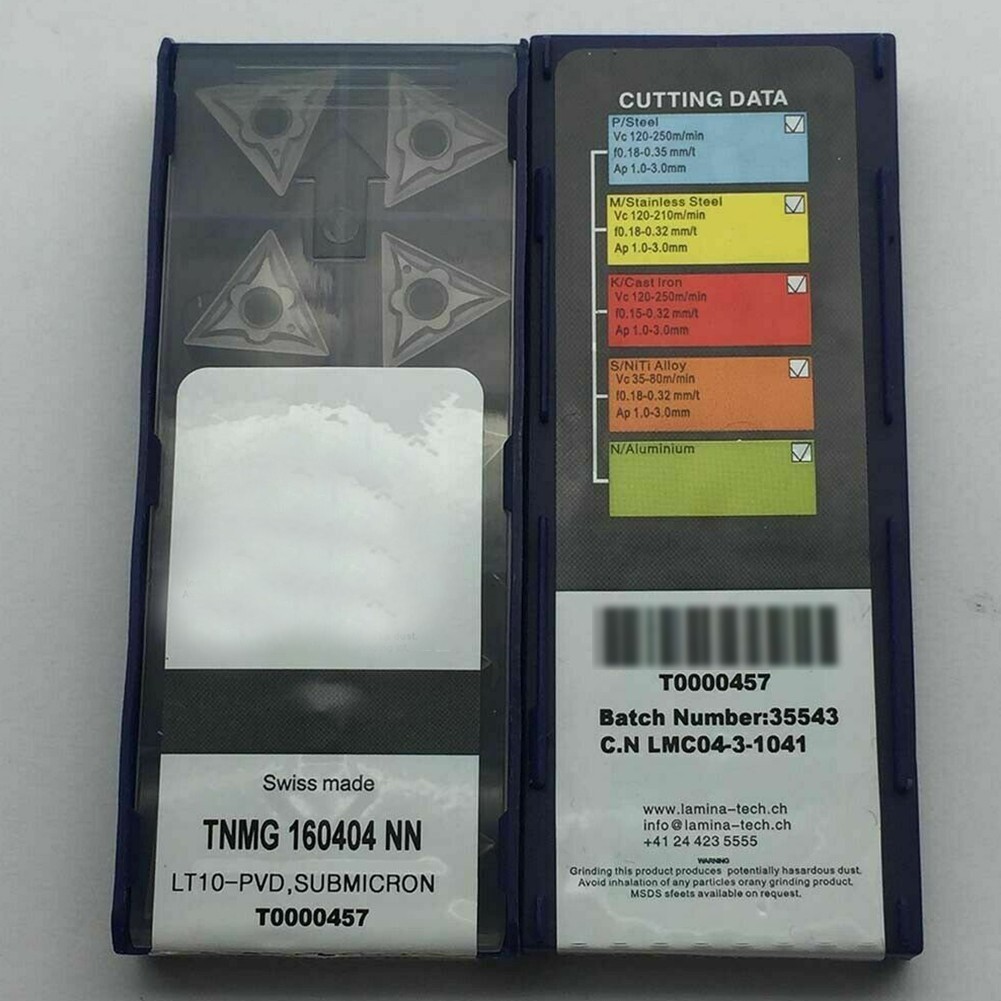 Swiss made
TNMG 160404 NN
LT10-PVD,SUBMICRON
T0000457
CUTTING DATA
P/Steel
Vc 120-250m/min
f0.18-0.35 mm/t
Ap 1.0-3.0mm
M/Stainless Steel
Vc 120-210m/min
f0.18-0.32 mm/t
Ap 1.0-3.0mm
K/Cast Iron
Vc 120-250m/min
f0.15-0.32 mm/t
Ap 1.0-3.0mm
S/NiTi Alloy
Vc 35-80m/min
f0.18-0.32 mm/t
Ap 1.0-3.0mm
N/Aluminium
T0000457
Batch Number:35543
C.N LMC04-3-1041
www.lamina-tech.ch
info@lamina-tech.ch
+41 24 423 5555
WARNING
Grinding this product produces potentially hazardous dust.
Avoid inhalation of any particles orany grinding product.
MSDS sfeets available on request.